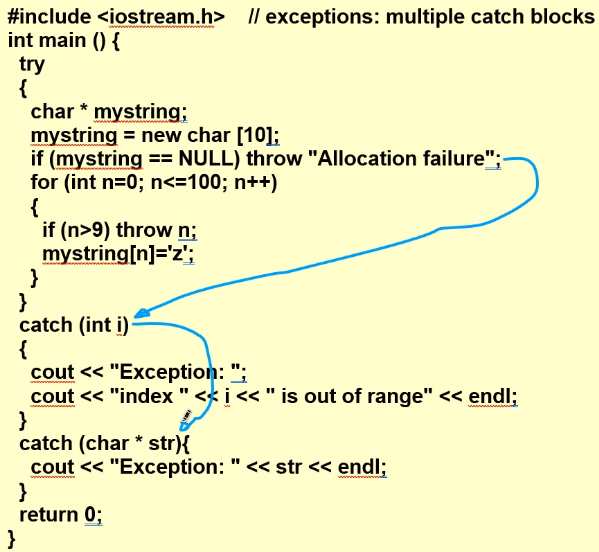 #include <iostream.h>    // exceptions: multiple catch blocks
int main () {
  try
  {
    char * mystring;
    mystring = new char [10];
    if (mystring == NULL) throw "Allocation failure";
    for (int n=0; n<=100; n++)
    {
      if (n>9) throw n;
      mystring[n]='z';
    }
  }
  catch (int i)
  {
    cout << "Exception: ";
    cout << "index " << i << " is out of range" << endl;
  }
  catch (char * str){
    cout << "Exception: " << str << endl;
  }
  return 0;
}